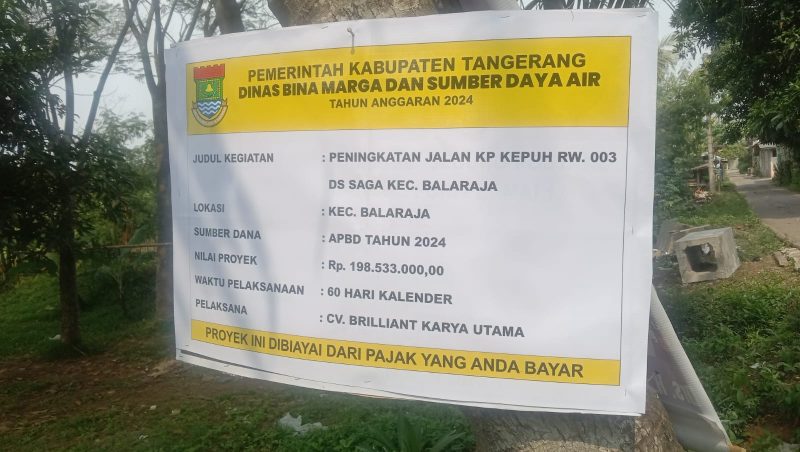 PEMERINTAH KABUPATEN TANGERANG
DINAS BINA MARGA DAN SUMBER DAYA AIR
TAHUN ANGGARAN 2024
JUDUL KEGIATAN : PENINGKATAN JALAN KP KEPUH RW. 003
DS SAGA KEC. BALARAJA
LOKASI : KEC. BALARAJA
SUMBER DANA : APBD TAHUN 2024
NILAI PROYEK : Rp. 198.533.000,00
WAKTU PELAKSANAAN : 60 HARI KALENDER
PELAKSANA : CV. BRILLIANT KARYA UTAMA
PROYEK INI DIBIAYAI DARI PAJAK YANG ANDA BAYAR